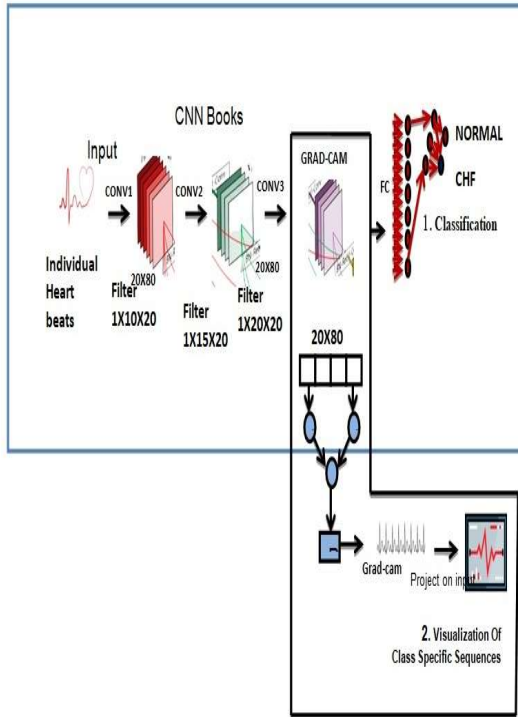 CNN Books
Input
CONV1
CONV2
CONV3
GRAD-CAM
FC
NORMAL
CHF
1. Classification
Individual
Heart
beats
20X80
Filter
1X10X20
Filter
1X15X20
20X80
Filter
1X20X20
20X80
Grad-cam
Project on input
2. Visualization Of
Class Specific Sequences